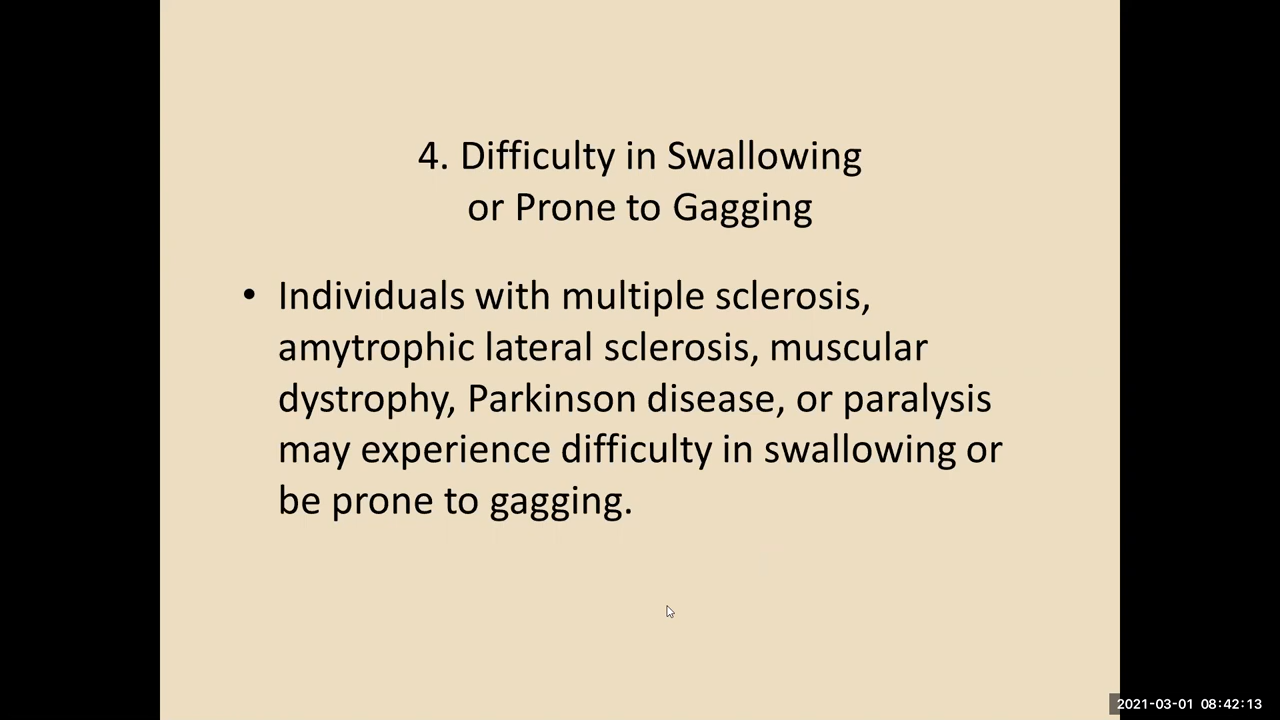 4. Difficulty in Swallowing
or Prone to Gagging
• Individuals with multiple sclerosis,
amytrophic lateral sclerosis, muscular
dystrophy, Parkinson disease, or paralysis
may experience difficulty in swallowing or
be prone to gagging.
2021-03-01 08:42:13